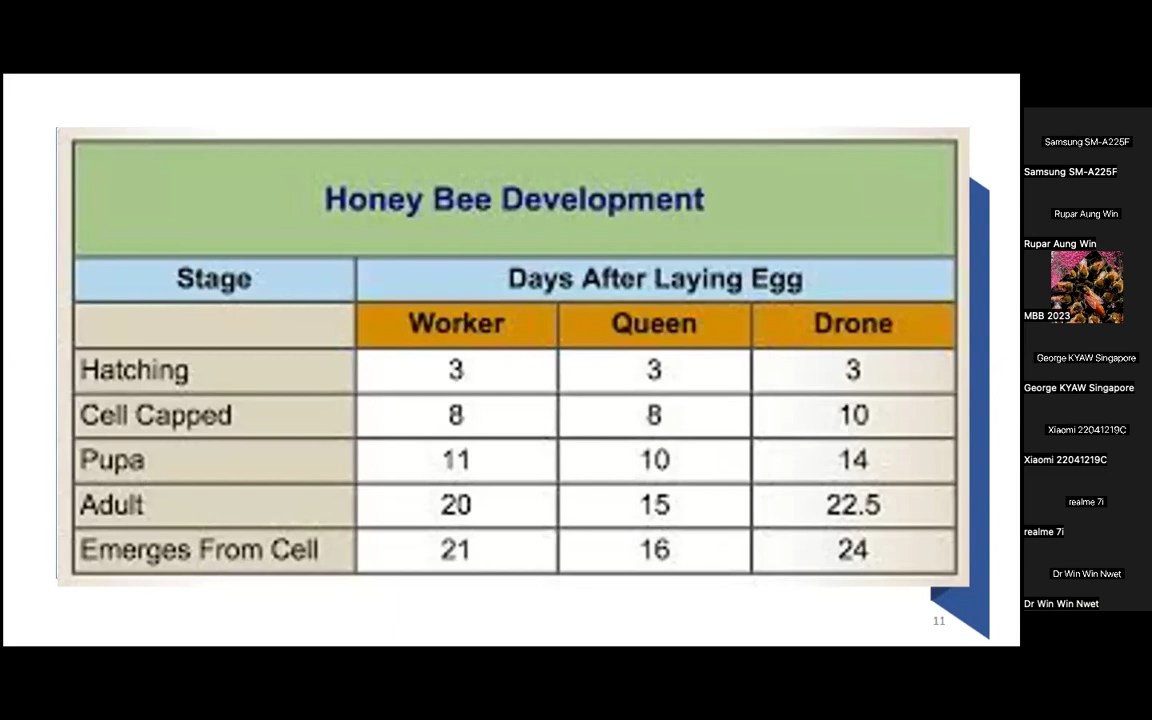 Honey Bee Development
Stage Days After Laying Egg
Worker Queen Drone
Hatching 3 3 3
Cell Capped 8 8 10
Pupa 11 10 14
Adult 20 15 22.5
Emerges From Cell 21 16 24
11
Samsung SM-A225F
Samsung SM-A225F
Rupar Aung Win
Rupar Aung Win
MBB 2023
George KYAW Singapore
George KYAW Singapore
Xiaomi 22041219C
Xiaomi 22041219C
realme 7i
realme 7i
Dr Win Win Nwet
Dr Win Win Nwet